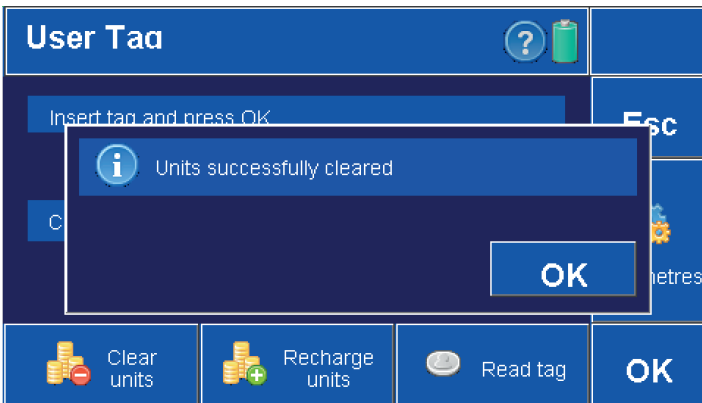 User Tag
?
Insert tag and press OK
Esc
i
Units successfully cleared
C
OK
etres
Clear
units
Recharge
units
Read tag
OK